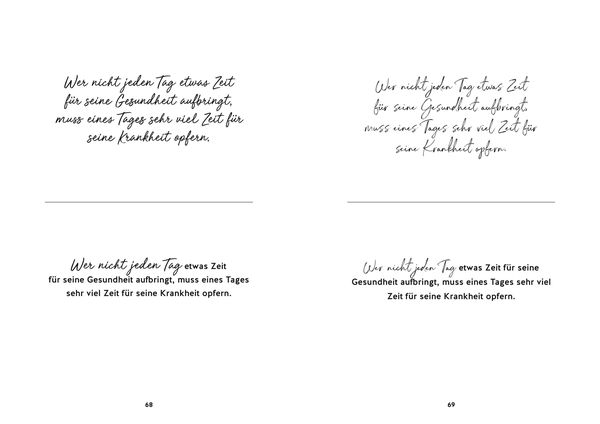 Wer nicht jeden Tag etwas Zeit
für seine Gesundheit aufbringt,
muss eines Tages sehr viel Zeit für
seine Krankheit opfern.
Wer nicht jeden Tag etwas Zeit
für seine Gesundheit aufbringt, muss eines Tages
sehr viel Zeit für seine Krankheit opfern.
68
Wer nicht jeden Tag etwas Zeit
für seine Gesundheit aufbringt,
muss eines Tages sehr viel Zeit für
seine Krankheit opfern.
Wer nicht jeden Tag etwas Zeit für seine
Gesundheit aufbringt, muss eines Tages sehr viel
Zeit für seine Krankheit opfern.
69